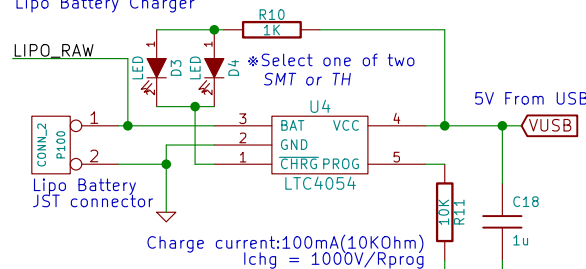 Lipo Battery Charger
R10
1K
LIPO_RAW
1
LED
2
D3
1
LED
2
D4
※Select one of two
SMT or TH
5V From USB
VUSB
U4
3
BAT
VCC
4
2
GND
1
CHRG
PROG
5
LTC4054
CONN_2
P100
1
2
Lipo Battery
JST connector
10K
R11
C18
1u
Charge current:100mA(10KOhm)
Ichg = 1000V/Rprog